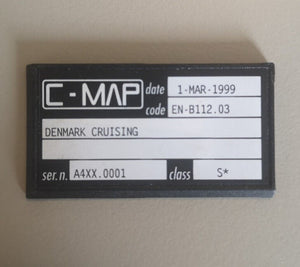 C-MAP date 1-MAR-1999
code EN-B112.03
DENMARK CRUISING
ser.n. A4XX.0001 class S*